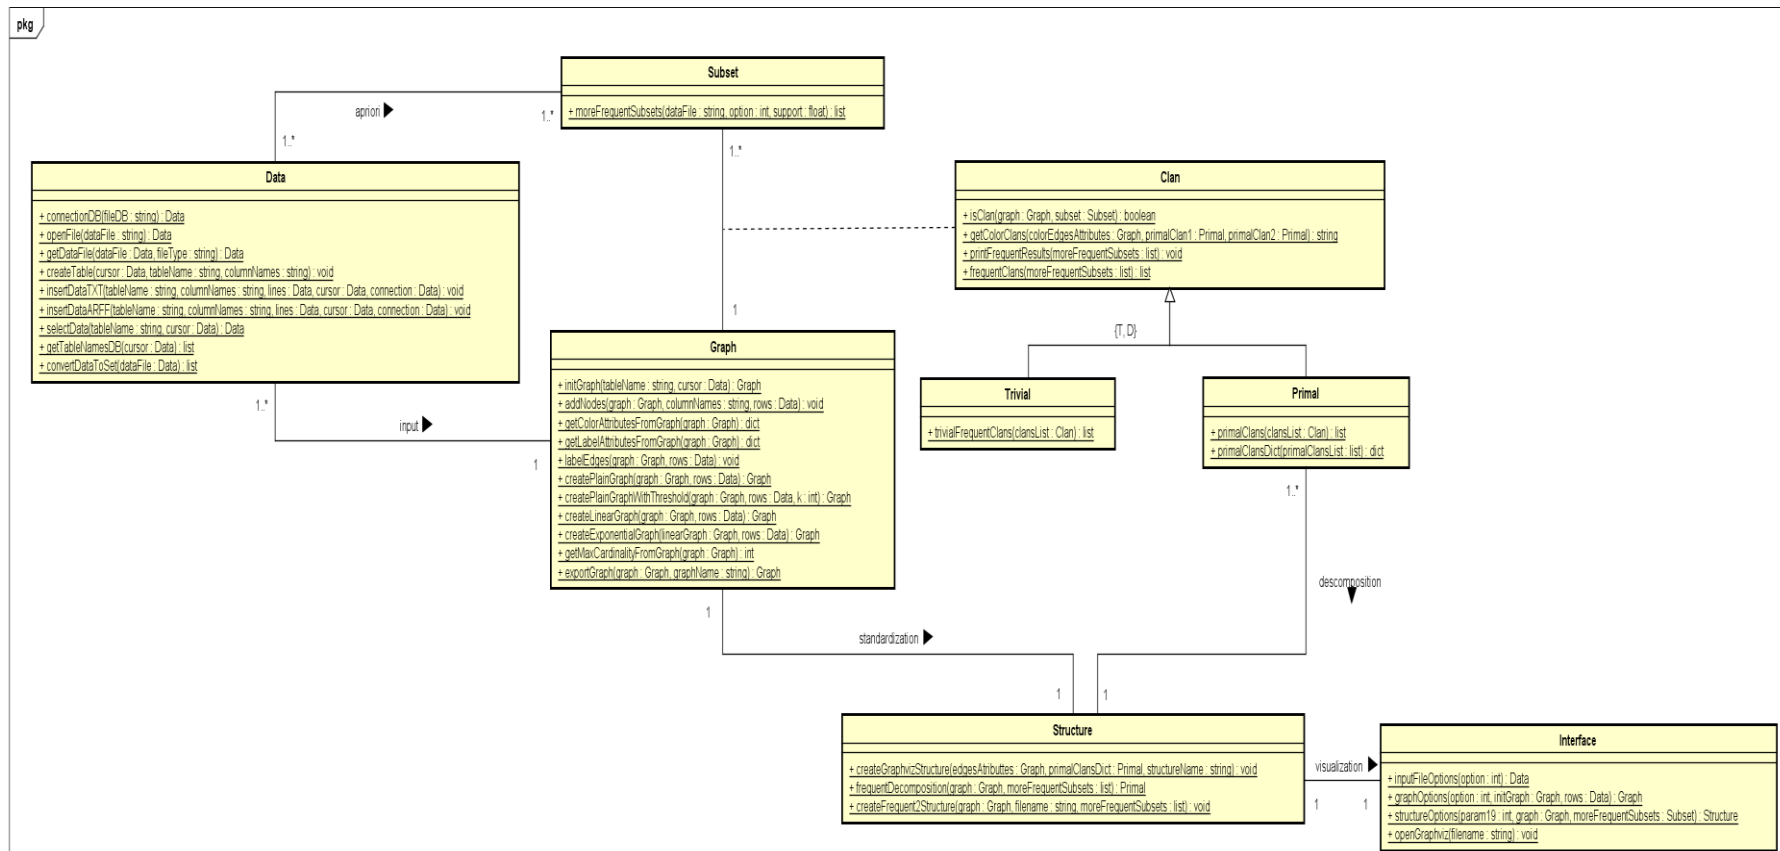 pkg
Subset
+ moreFrequentSubsets(dataFile : string, option : int, support : float) : list
apriori
1..*
1..*
1..*
Data
+ connectionDB(fileDB : string) : Data
+ openFile(dataFile : string) : Data
+ getDataFile(dataFile : Data, fileType : string) : Data
+ createTable(cursor : Data, tableName : string, columnNames : string) : void
+ insertDataTXT(tableName : string, columnNames : string, lines : Data, cursor : Data, connection : Data) : void
+ insertDataARFF(tableName : string, columnNames : string, lines : Data, cursor : Data, connection : Data) : void
+ selectData(tableName : string, cursor : Data) : Data
+ getTableNamesDB(cursor : Data) : list
+ convertDataToSet(dataFile : Data) : list
Clan
+ isClan(graph : Graph, subset : Subset) : boolean
+ getColorClans(colorEdgesAttributes : Graph, primalClan1 : Primal, primalClan2 : Primal) : string
+ printFrequentResults(moreFrequentSubsets : list) : void
+ frequentClans(moreFrequentSubsets : list) : list
1
{T, D}
Graph
+ initGraph(tableName : string, cursor : Data) : Graph
+ addNodes(graph : Graph, columnNames : string, rows : Data) : void
+ getColorAttributesFromGraph(graph : Graph) : dict
+ getLabelAttributesFromGraph(graph : Graph) : dict
+ labelEdges(graph : Graph, rows : Data) : void
+ createPlainGraph(graph : Graph, rows : Data) : Graph
+ createPlainGraphWithThreshold(graph : Graph, rows : Data, k : int) : Graph
+ createLinearGraph(graph : Graph, rows : Data) : Graph
+ createExponentialGraph(linearGraph : Graph, rows : Data) : Graph
+ getMaxCardinalityFromGraph(graph : Graph) : int
+ exportGraph(graph : Graph, graphName : string) : Graph
1..*
input
1
Trivial
+ trivialFrequentClans(clansList : Clan) : list
Primal
+ primalClans(clansList : Clan) : list
+ primalClansDict(primalClansList : list) : dict
1..*
descomposition
1
standardization
1
1
Structure
+ createGraphvizStructure(edgesAtributtes : Graph, primalClansDict : Primal, structureName : string) : void
+ frequentDecomposition(graph : Graph, moreFrequentSubsets : list) : Primal
+ createFrequent2Structure(graph : Graph, filename : string, moreFrequentSubsets : list) : void
visualization
1
1
Interface
+ inputFileOptions(option : int) : Data
+ graphOptions(option : int, initGraph : Graph, rows : Data) : Graph
+ structureOptions(param19 : int, graph : Graph, moreFrequentSubsets : Subset) : Structure
+ openGraphviz(filename : string) : void